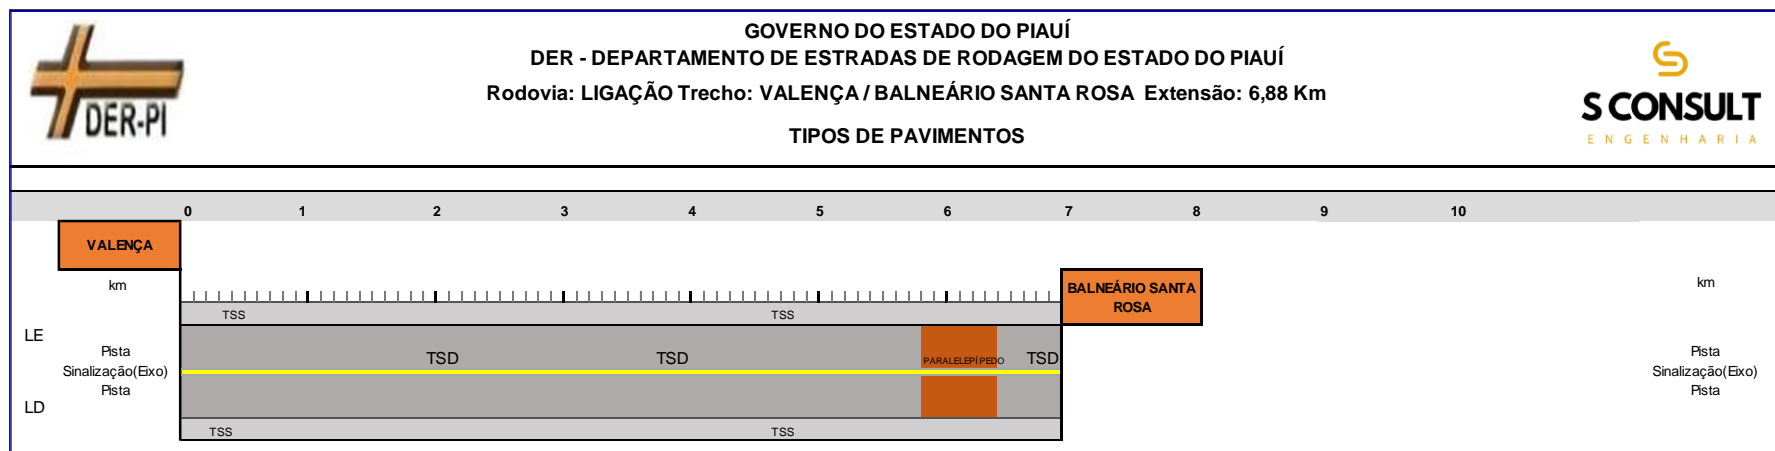 GOVERNO DO ESTADO DO PIAUÍ
DER - DEPARTAMENTO DE ESTRADAS DE RODAGEM DO ESTADO DO PIAUÍ
Rodovia: LIGAÇÃO Trecho: VALENÇA / BALNEÁRIO SANTA ROSA Extensão: 6,88 Km
TIPOS DE PAVIMENTOS
DER-PI
S CONSULT
ENGENHARIA
0 1 2 3 4 5 6 7 8 9 10
VALENÇA
km
BALNEÁRIO SANTA
ROSA
km
TSS TSS
LE
Pista
TSD TSD PARALELEPÍPEDO TSD
Pista
Sinalização(Eixo)
Sinalização(Eixo)
Pista
Pista
LD
TSS TSS